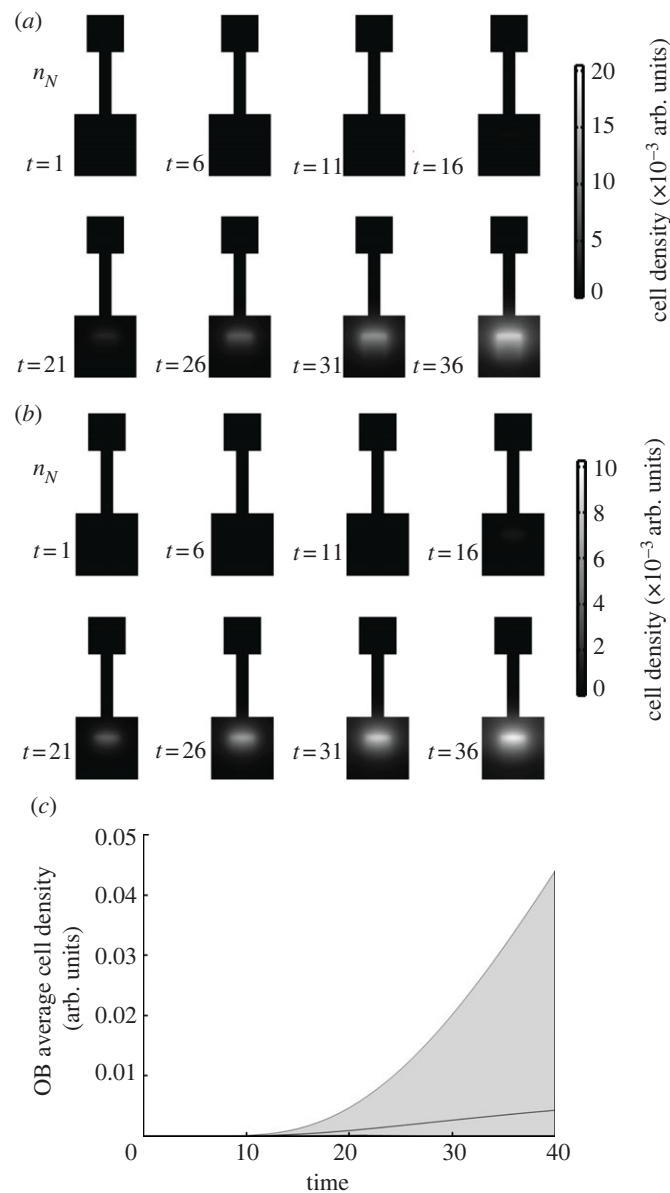 (a)
n_N
t=1
t=6
t=11
t=16
t=21
t=26
t=31
t=36
20
15
10
5
0
cell density (×10⁻³ arb. units)
(b)
n_N
t=1
t=6
t=11
t=16
t=21
t=26
t=31
t=36
10
8
6
4
2
0
cell density (×10⁻³ arb. units)
(c)
OB average cell density
(arb. units)
0.05
0.04
0.03
0.02
0.01
0
10
20
30
40
time